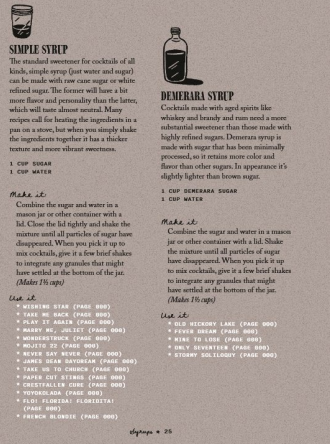 SIMPLE SYRUP
The standard sweetener for cocktails of all
kinds, simple syrup (just water and sugar)
can be made with raw cane sugar or white
refined sugar. The former will have a bit
more flavor and personality than the latter,
which will taste almost neutral. Many
recipes call for heating the ingredients in a
pan on a stove, but when you simply shake
the ingredients together it has a thicker
texture and more vibrant sweetness.
1 CUP SUGAR
1 CUP WATER
Make it
Combine the sugar and water in a
mason jar or other container with a
lid. Close the lid tightly and shake the
mixture until all particles of sugar have
disappeared. When you pick it up to
mix cocktails, give it a few brief shakes
to integrate any granules that might
have settled at the bottom of the jar.
(Makes 1½ cups)
Use it
* WISHING STAR (PAGE 000)
* TAKE ME BACK (PAGE 000)
* PLAY IT AGAIN (PAGE 000)
* MARRY ME, JULIET (PAGE 000)
* WONDERSTRUCK (PAGE 000)
* MOJITO 22 (PAGE 000)
* NEVER SAY NEVER (PAGE 000)
* TAKE US TO CHURCH (PAGE 000)
* PAPER CUT STINGS (PAGE 000)
* CRESTFALLEN CURE (PAGE 000)
* YOYOKOLADA (PAGE 000)
* FLO! FLORIDA! FLORIDITA!
(PAGE 000)
* FRENCH BLONDIE (PAGE 000)
DEMERARA SYRUP
Cocktails made with aged spirits like
whiskey and brandy and rum need a more
substantial sweetener than those made with
highly refined sugar. Demerara syrup is
made with sugar that has been minimally
processed, so it retains more color and
flavor than other sugars. In appearance it's
slightly lighter than brown sugar.
1 CUP DEMERARA SUGAR
1 CUP WATER
Make it
Combine the sugar and water in a mason
jar or other container with a lid. Shake
the mixture until all particles of sugar
have disappeared. When you pick it up
to mix cocktails, give it a few brief shakes
to integrate any granules that might
have settled at the bottom of the jar.
(Makes 1½ cups)
Use it
* OLD HICKORY LAKE (PAGE 000)
* FEVER DREAM (PAGE 000)
* NINE TO LOSE (PAGE 000)
* ONLY SEVENTEEN (PAGE 000)
* STORMY SOLILOQUY (PAGE 000)
Syrups ★ 25